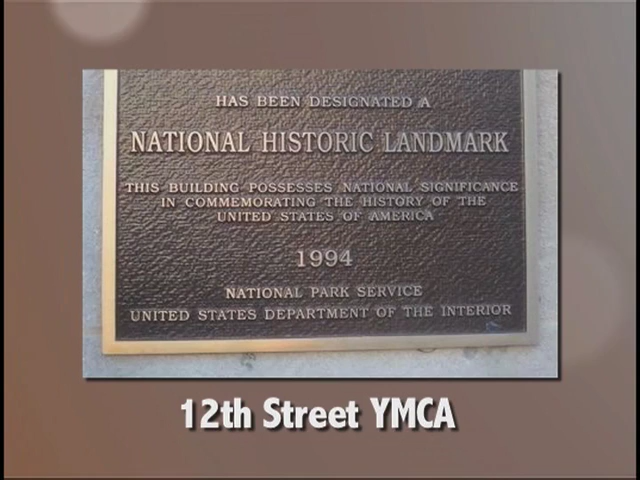 HAS BEEN DESIGNATED A
NATIONAL HISTORIC LANDMARK
THIS BUILDING POSSESSES NATIONAL SIGNIFICANCE
IN COMMEMORATING THE HISTORY OF THE
UNITED STATES OF AMERICA
1994
NATIONAL PARK SERVICE
UNITED STATES DEPARTMENT OF THE INTERIOR
12th Street YMCA